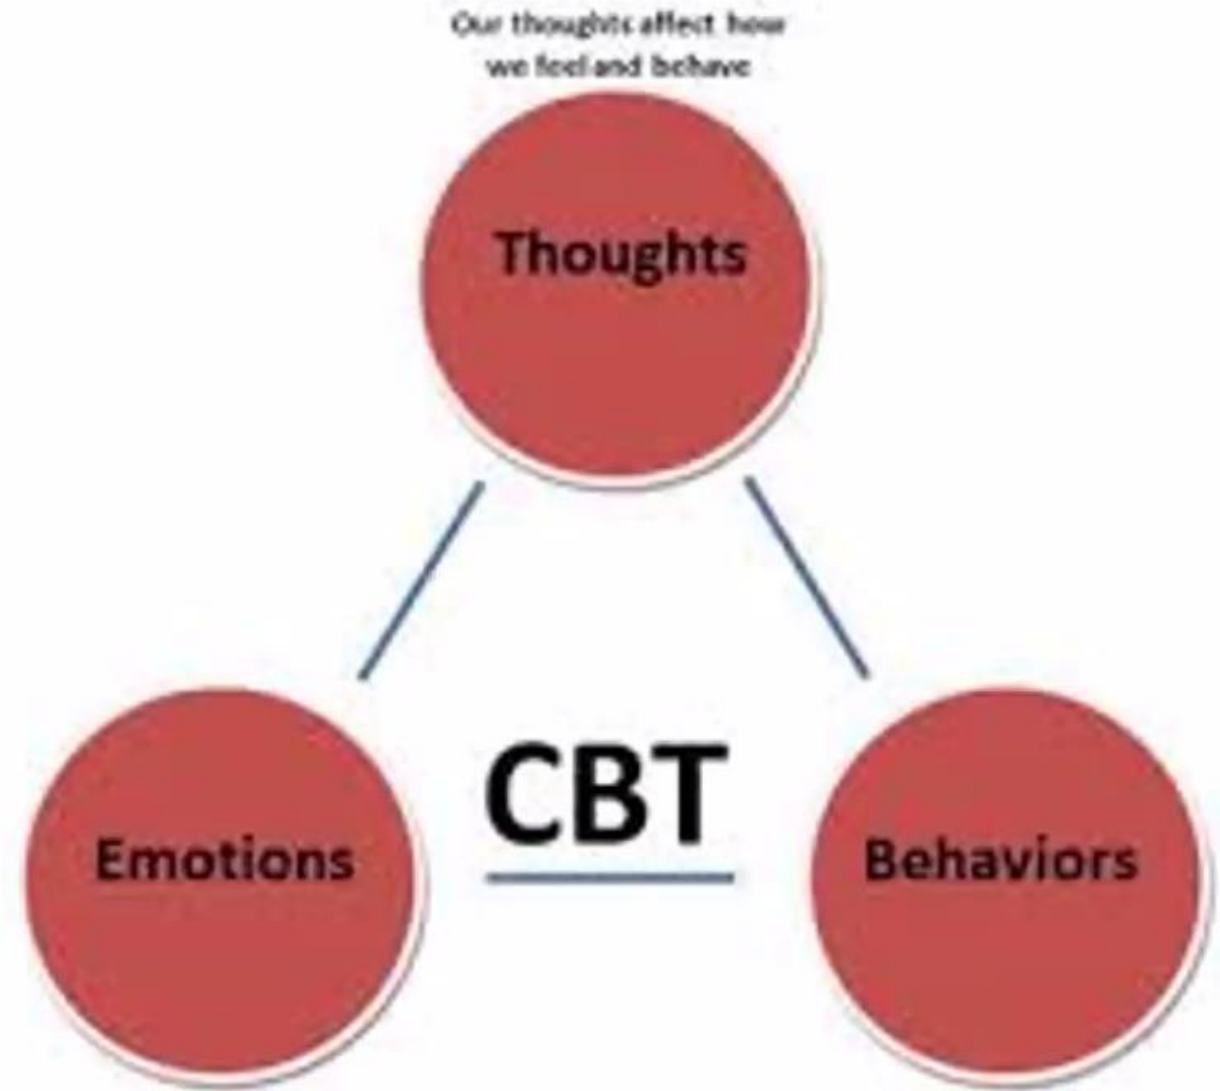 Our thoughts affect how
we feel and behave
Thoughts
CBT
Emotions
Behaviors